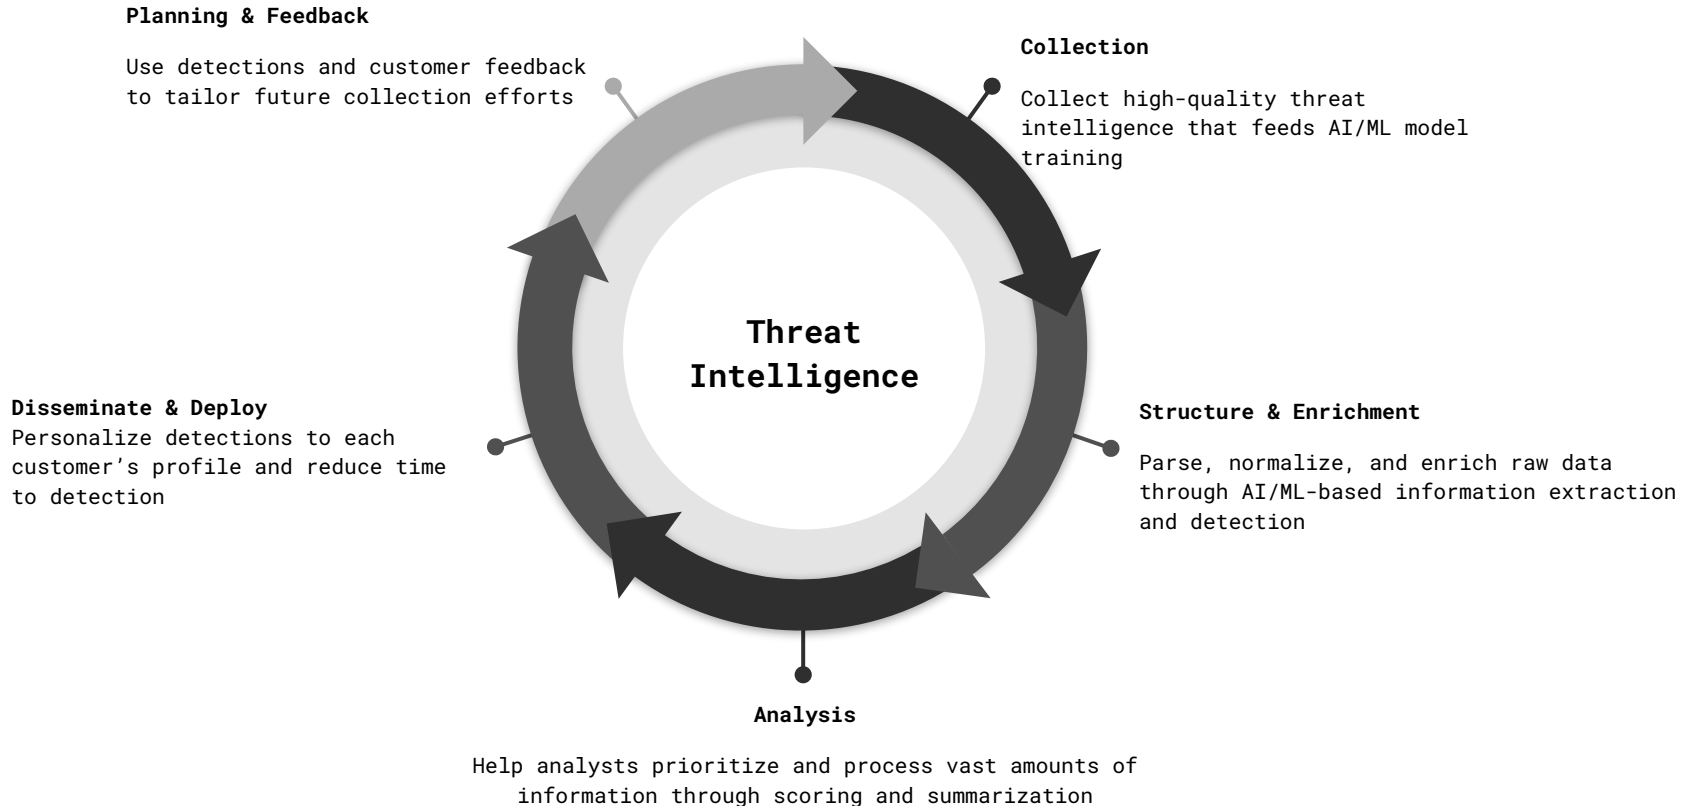 Planning & Feedback
Use detections and customer feedback
to tailor future collection efforts
Collection
Collect high-quality threat
intelligence that feeds AI/ML model
training
Threat
Intelligence
Disseminate & Deploy
Personalize detections to each
customer’s profile and reduce time
to detection
Structure & Enrichment
Parse, normalize, and enrich raw data
through AI/ML-based information extraction
and detection
Analysis
Help analysts prioritize and process vast amounts of
information through scoring and summarization